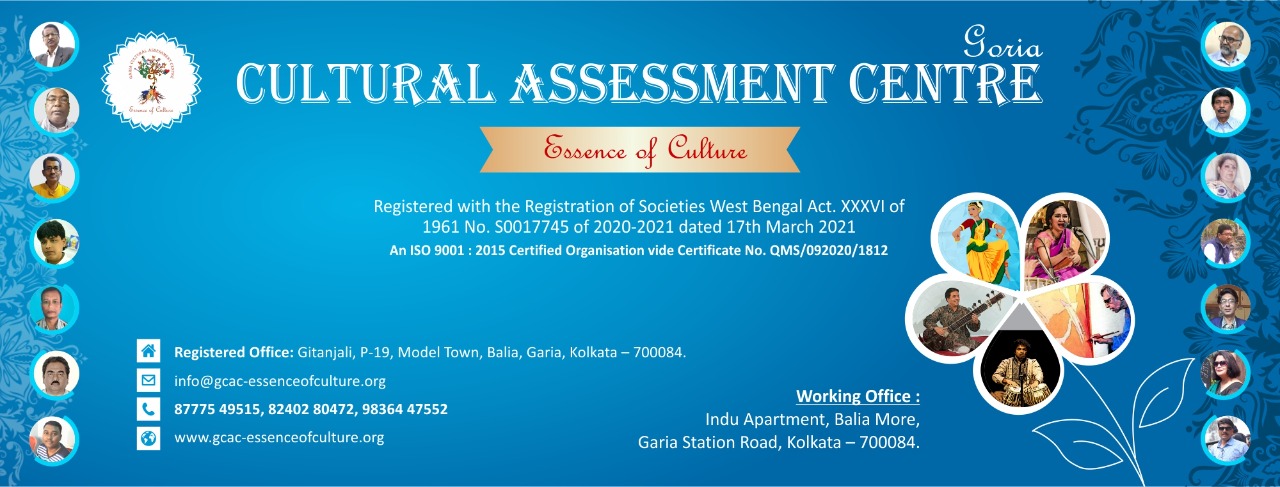 Goria
CULTURAL ASSESSMENT CENTRE
Essence of Culture
Essence of Culture
Registered with the Registration of Societies West Bengal Act. XXXVI of
1961 No. S0017745 of 2020-2021 dated 17th March 2021
An ISO 9001 : 2015 Certified Organisation vide Certificate No. QMS/092020/1812
Registered Office: Gitanjali, P-19, Model Town, Balia, Garia, Kolkata – 700084.
info@gcac-essenceofculture.org
87775 49515, 82402 80472, 98364 47552
www.gcac-essenceofculture.org
Working Office :
Indu Apartment, Balia More,
Garia Station Road, Kolkata – 700084.